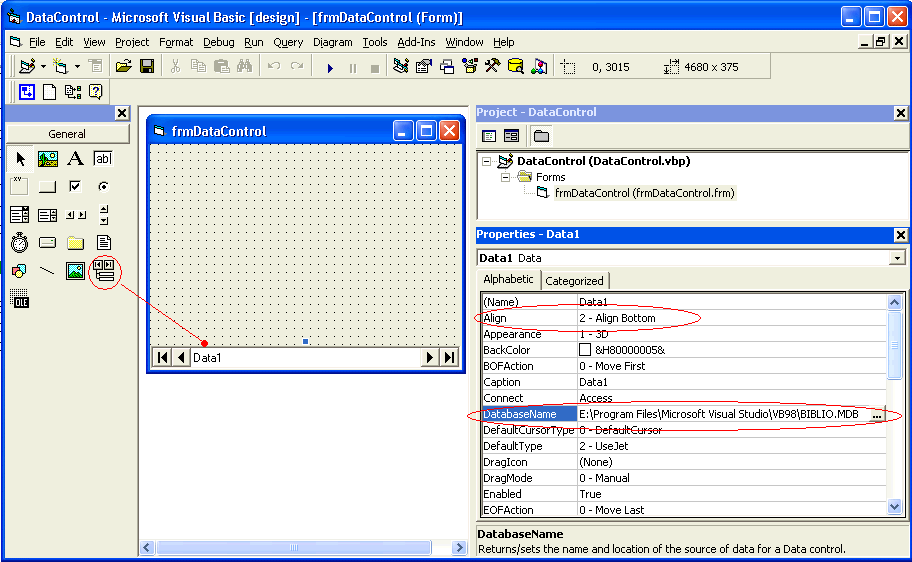 DataControl - Microsoft Visual Basic [design] - [frmDataControl (Form)]
File Edit View Project Format Debug Run Query Diagram Tools Add-Ins Window Help
0, 3015 4680 x 375
General
A ab|
XY
OLE
frmDataControl
Data1
Project - DataControl
DataControl (DataControl.vbp)
Forms
frmDataControl (frmDataControl.frm)
Properties - Data1
Data1 Data
Alphabetic Categorized
(Name) Data1
Align 2 - Align Bottom
Appearance 1 - 3D
BackColor &H80000005&
BOFAction 0 - Move First
Caption Data1
Connect Access
DatabaseName E:\Program Files\Microsoft Visual Studio\VB98\BIBLIO.MDB ...
DefaultCursorType 0 - DefaultCursor
DefaultType 2 - UseJet
DragIcon (None)
DragMode 0 - Manual
Enabled True
EOFAction 0 - Move Last
DatabaseName
Returns/sets the name and location of the source of data for a Data control.